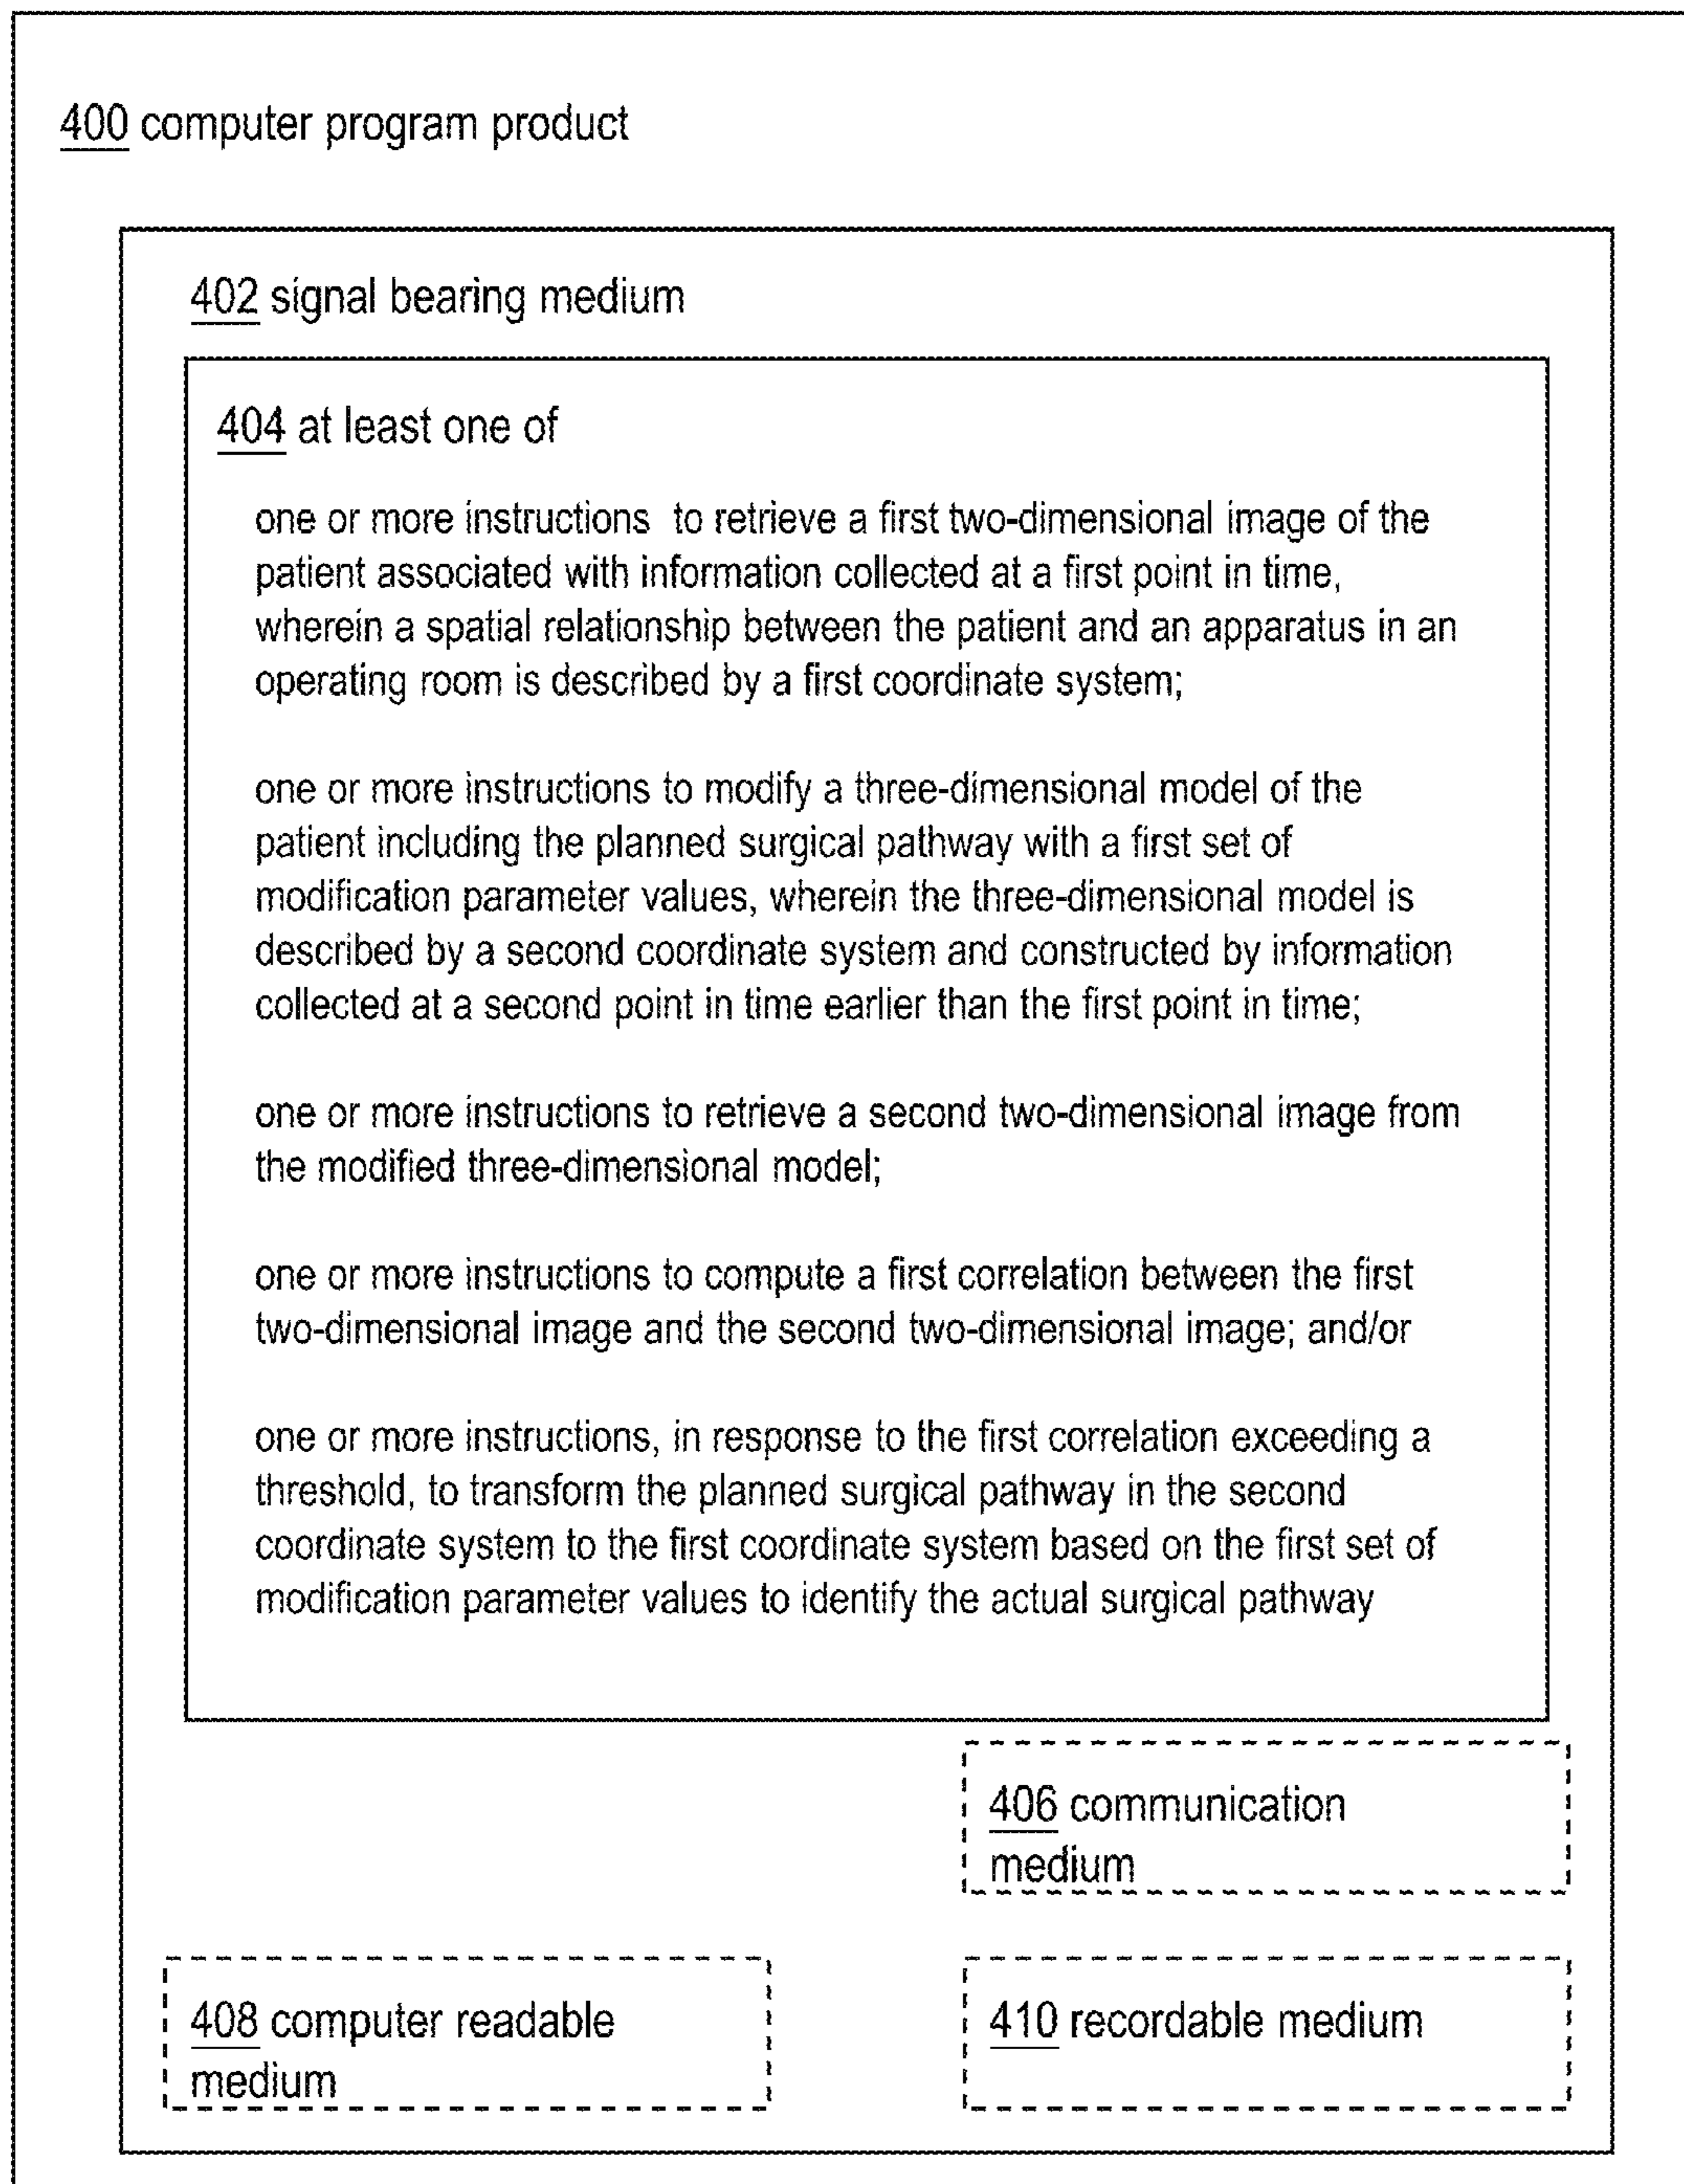 400 computer program product
402 signal bearing medium
404 at least one of
one or more instructions to retrieve a first two-dimensional image of the
patient associated with information collected at a first point in time,
wherein a spatial relationship between the patient and an apparatus in an
operating room is described by a first coordinate system;
one or more instructions to modify a three-dimensional model of the
patient including the planned surgical pathway with a first set of
modification parameter values, wherein the three-dimensional model is
described by a second coordinate system and constructed by information
collected at a second point in time earlier than the first point in time;
one or more instructions to retrieve a second two-dimensional image from
the modified three-dimensional model;
one or more instructions to compute a first correlation between the first
two-dimensional image and the second two-dimensional image; and/or
one or more instructions, in response to the first correlation exceeding a
threshold, to transform the planned surgical pathway in the second
coordinate system to the first coordinate system based on the first set of
modification parameter values to identify the actual surgical pathway
406 communication
medium
408 computer readable
medium
410 recordable medium